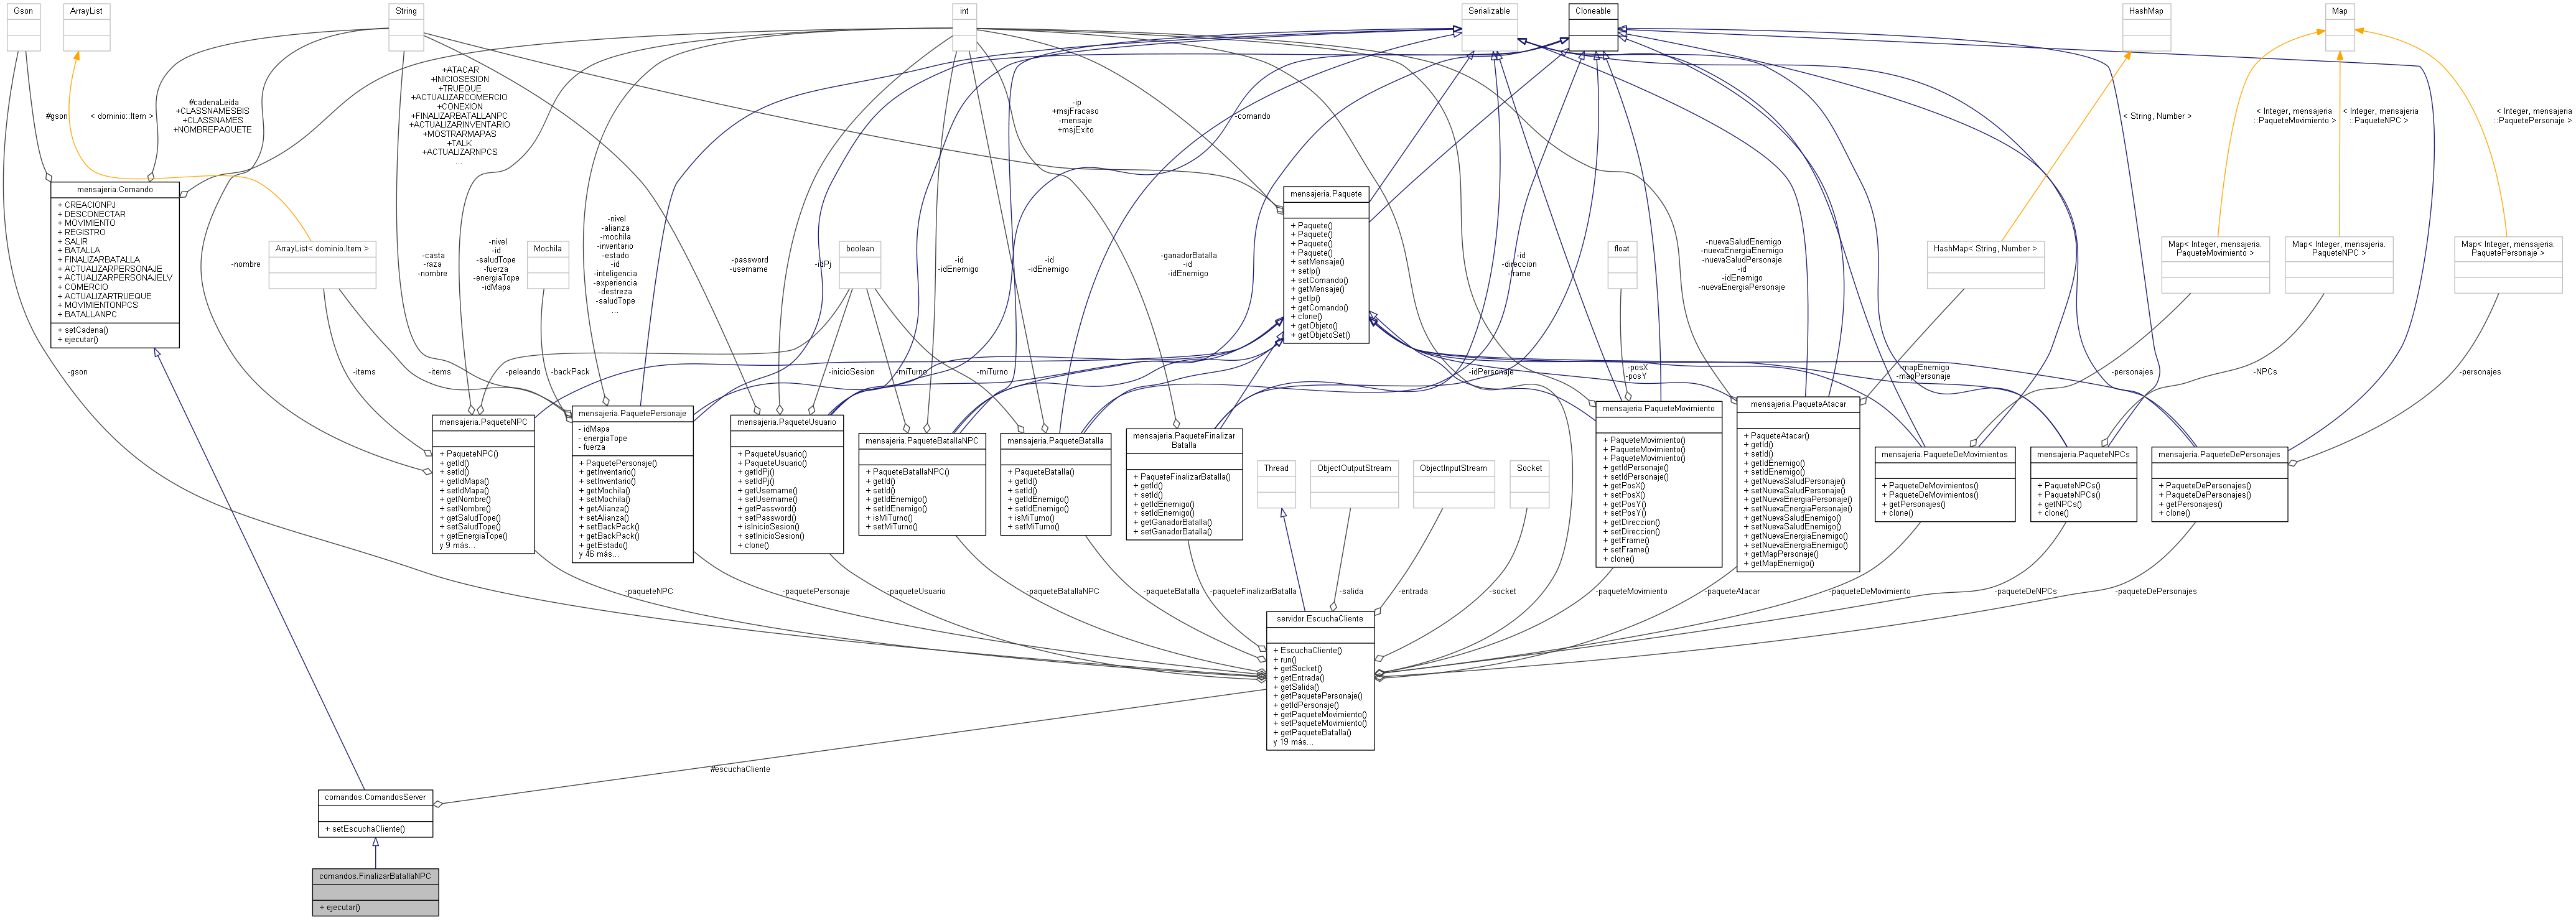 Gson
ArrayList
String
int
Serializable
Cloneable
HashMap
Map
+ATACAR
+INICIOSESION
+TRUEQUE
+ACTUALIZARCOMERCIO
+CONEXION
+FINALIZARBATALLANPC
+ACTUALIZARINVENTARIO
+MOSTRARMAPAS
+TALK
+ACTUALIZARNPCS
...
#gson
< dominio::Item >
#cadenaLeida
+CLASSNAMESBIS
+CLASSNAMES
+NOMBREPAQUETE
-ip
+msjFracaso
-mensaje
+msjExito
-comando
< String, Number >
< Integer, mensajeria
::PaqueteMovimiento >
< Integer, mensajeria
::PaqueteNPC >
< Integer, mensajeria
::PaquetePersonaje >
mensajeria.Comando
+ CREACIONPJ
+ DESCONECTAR
+ MOVIMIENTO
+ REGISTRO
+ SALIR
+ BATALLA
+ FINALIZARBATALLA
+ ACTUALIZARPERSONAJE
+ ACTUALIZARPERSONAJELV
+ COMERCIO
+ ACTUALIZARTRUEQUE
+ MOVIMIENTONPCS
+ BATALLANPC
+ setCadena()
+ ejecutar()
mensajeria.Paquete
+ Paquete()
+ Paquete()
+ Paquete()
+ Paquete()
+ setMensaje()
+ setIp()
+ setComando()
+ getMensaje()
+ getIp()
+ getComando()
+ clone()
+ getObjeto()
+ getObjetoSet()
-nombre
ArrayList< dominio.Item >
-casta
-raza
-nombre
-nivel
-id
-saludTope
-fuerza
-energiaTope
-idMapa
Mochila
-nivel
-alianza
-mochila
-inventario
-estado
-id
-inteligencia
-experiencia
-destreza
-saludTope
...
-password
-username
-idPj
boolean
-id
-idEnemigo
-id
-idEnemigo
-ganadorBatalla
-id
-idEnemigo
-id
-direccion
-frame
float
-nuevaSaludEnemigo
-nuevaEnergiaEnemigo
-nuevaSaludPersonaje
-id
-idEnemigo
-nuevaEnergiaPersonaje
HashMap< String, Number >
Map< Integer, mensajeria.
PaqueteMovimiento >
Map< Integer, mensajeria.
PaqueteNPC >
Map< Integer, mensajeria.
PaquetePersonaje >
-gson
-items
-items
-peleando
-backPack
-inicioSesion
-miTurno
-miTurno
-idPersonaje
-posX
-posY
-mapEnemigo
-mapPersonaje
-personajes
-NPCs
-personajes
mensajeria.PaqueteNPC
+ PaqueteNPC()
+ getId()
+ setId()
+ getIdMapa()
+ setIdMapa()
+ getNombre()
+ setNombre()
+ getSaludTope()
+ setSaludTope()
+ getEnergiaTope()
y 9 más...
mensajeria.PaquetePersonaje
- idMapa
- energiaTope
- fuerza
+ PaquetePersonaje()
+ getInventario()
+ setInventario()
+ getMochila()
+ setMochila()
+ getAlianza()
+ setAlianza()
+ setBackPack()
+ getBackPack()
+ getEstado()
y 46 más...
mensajeria.PaqueteUsuario
+ PaqueteUsuario()
+ PaqueteUsuario()
+ getIdPj()
+ setIdPj()
+ getUsername()
+ setUsername()
+ getPassword()
+ setPassword()
+ isInicioSesion()
+ setInicioSesion()
+ clone()
mensajeria.PaqueteBatallaNPC
+ PaqueteBatallaNPC()
+ getId()
+ setId()
+ getIdEnemigo()
+ setIdEnemigo()
+ isMiTurno()
+ setMiTurno()
mensajeria.PaqueteBatalla
+ PaqueteBatalla()
+ getId()
+ setId()
+ getIdEnemigo()
+ setIdEnemigo()
+ isMiTurno()
+ setMiTurno()
mensajeria.PaqueteFinalizar
Batalla
+ PaqueteFinalizarBatalla()
+ getId()
+ setId()
+ getIdEnemigo()
+ setIdEnemigo()
+ getGanadorBatalla()
+ setGanadorBatalla()
Thread
ObjectOutputStream
ObjectInputStream
Socket
mensajeria.PaqueteMovimiento
+ PaqueteMovimiento()
+ PaqueteMovimiento()
+ PaqueteMovimiento()
+ getIdPersonaje()
+ setIdPersonaje()
+ getPosX()
+ setPosX()
+ getPosY()
+ setPosY()
+ getDireccion()
+ setDireccion()
+ getFrame()
+ setFrame()
+ clone()
mensajeria.PaqueteAtacar
+ PaqueteAtacar()
+ getId()
+ setId()
+ getIdEnemigo()
+ setIdEnemigo()
+ getNuevaSaludPersonaje()
+ setNuevaSaludPersonaje()
+ getNuevaEnergiaPersonaje()
+ setNuevaEnergiaPersonaje()
+ getNuevaSaludEnemigo()
+ setNuevaSaludEnemigo()
+ getNuevaEnergiaEnemigo()
+ setNuevaEnergiaEnemigo()
+ getMapPersonaje()
+ getMapEnemigo()
mensajeria.PaqueteDeMovimientos
+ PaqueteDeMovimientos()
+ PaqueteDeMovimientos()
+ getPersonajes()
+ clone()
mensajeria.PaqueteNPCs
+ PaqueteNPCs()
+ PaqueteNPCs()
+ getNPCs()
+ clone()
mensajeria.PaqueteDePersonajes
+ PaqueteDePersonajes()
+ PaqueteDePersonajes()
+ getPersonajes()
+ clone()
-paqueteNPC
-paquetePersonaje
-paqueteUsuario
-paqueteBatallaNPC
-paqueteBatalla
-paqueteFinalizarBatalla
-salida
-entrada
-socket
-paqueteMovimiento
-paqueteAtacar
-paqueteDeMovimiento
-paqueteDeNPCs
-paqueteDePersonajes
servidor.EscuchaCliente
+ EscuchaCliente()
+ run()
+ getSocket()
+ getEntrada()
+ getSalida()
+ getPaquetePersonaje()
+ getIdPersonaje()
+ getPaqueteMovimiento()
+ setPaqueteMovimiento()
+ getPaqueteBatalla()
y 19 más...
#escuchaCliente
comandos.ComandosServer
+ setEscuchaCliente()
comandos.FinalizarBatallaNPC
+ ejecutar()